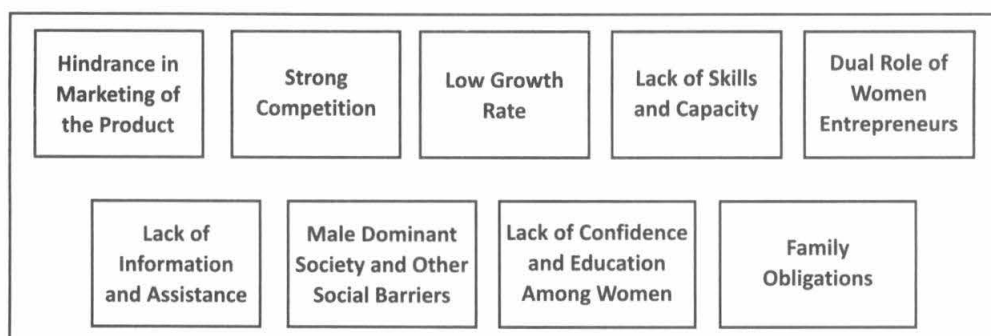 Hindrance in
Marketing of
the Product
Strong
Competition
Low Growth
Rate
Lack of Skills
and Capacity
Dual Role of
Women
Entrepreneurs
Lack of
Information
and Assistance
Male Dominant
Society and Other
Social Barriers
Lack of Confidence
and Education
Among Women
Family
Obligations